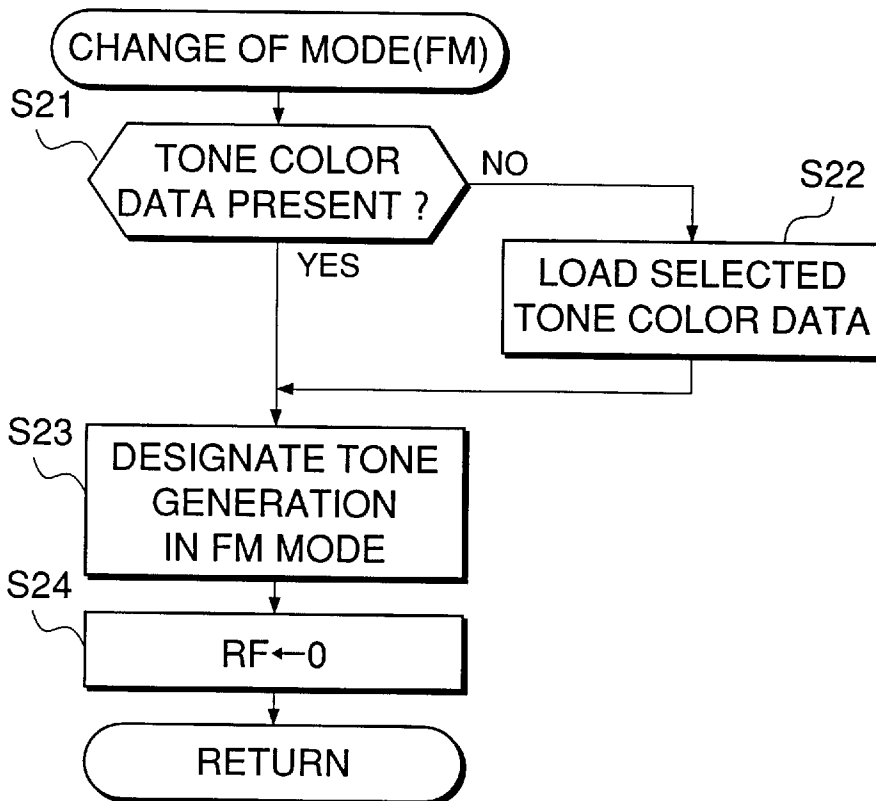 CHANGE OF MODE(FM)
S21
TONE COLOR
DATA PRESENT ?
NO
YES
S22
LOAD SELECTED
TONE COLOR DATA
S23
DESIGNATE TONE
GENERATION
IN FM MODE
S24
RF←0
RETURN